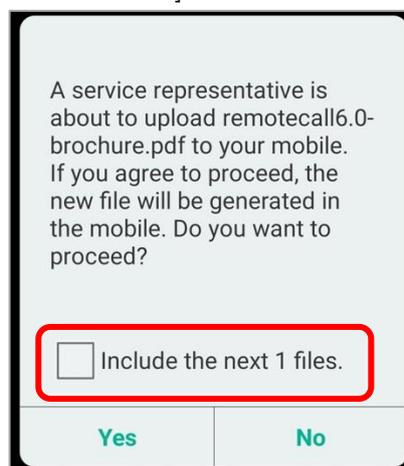 A service representative is
about to upload remotecall6.0-
brochure.pdf to your mobile.
If you agree to proceed, the
new file will be generated in
the mobile. Do you want to
proceed?
Include the next 1 files.
Yes
No